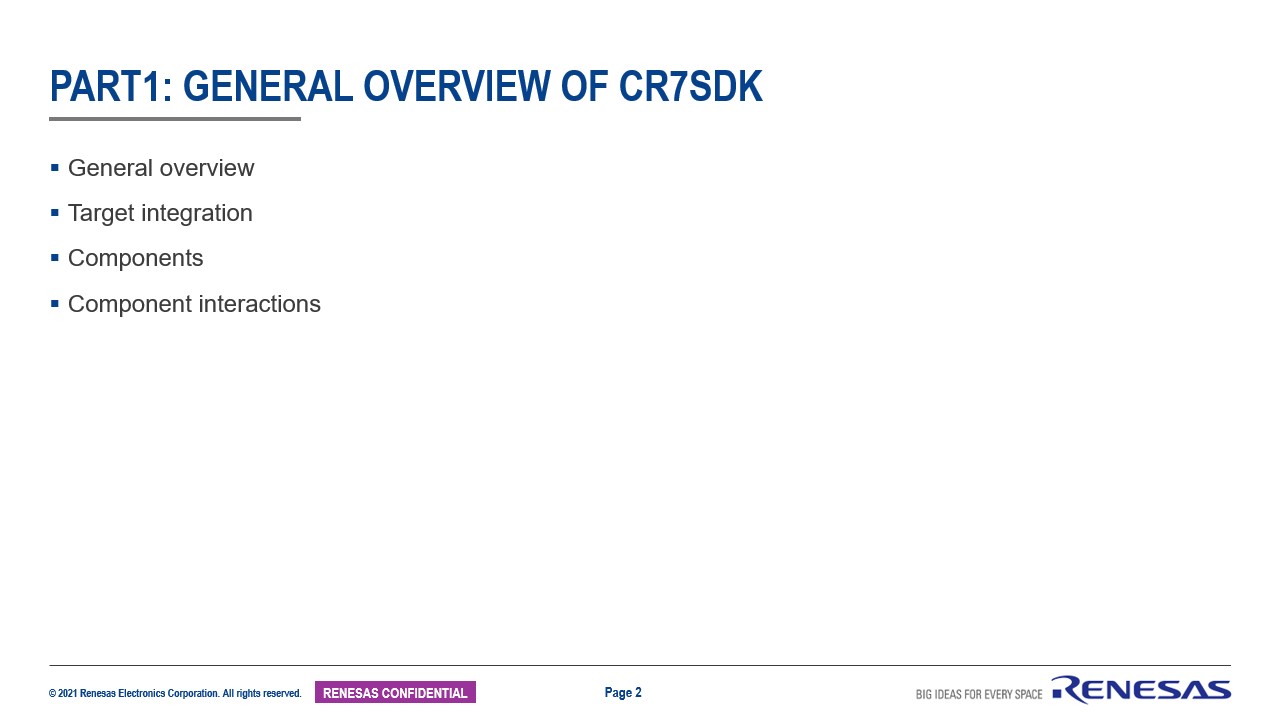 PART1: GENERAL OVERVIEW OF CR7SDK
▪ General overview
▪ Target integration
▪ Components
▪ Component interactions
© 2021 Renesas Electronics Corporation. All rights reserved. RENESAS CONFIDENTIAL Page 2 BIG IDEAS FOR EVERY SPACE RENESAS